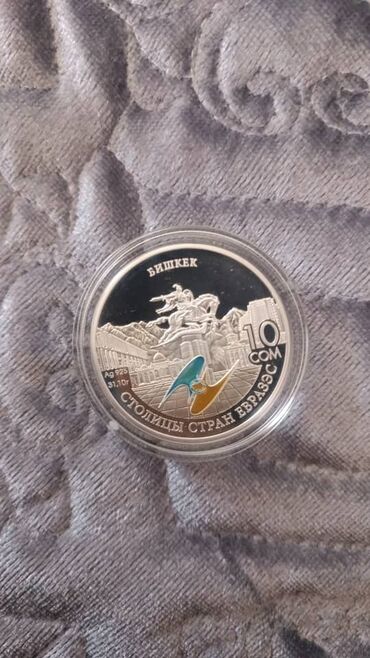 БИШКЕК
10
СОМ
Ag 925
31,10г
СТОЛИЦЫ СТРАН ЕВРАЗЭС